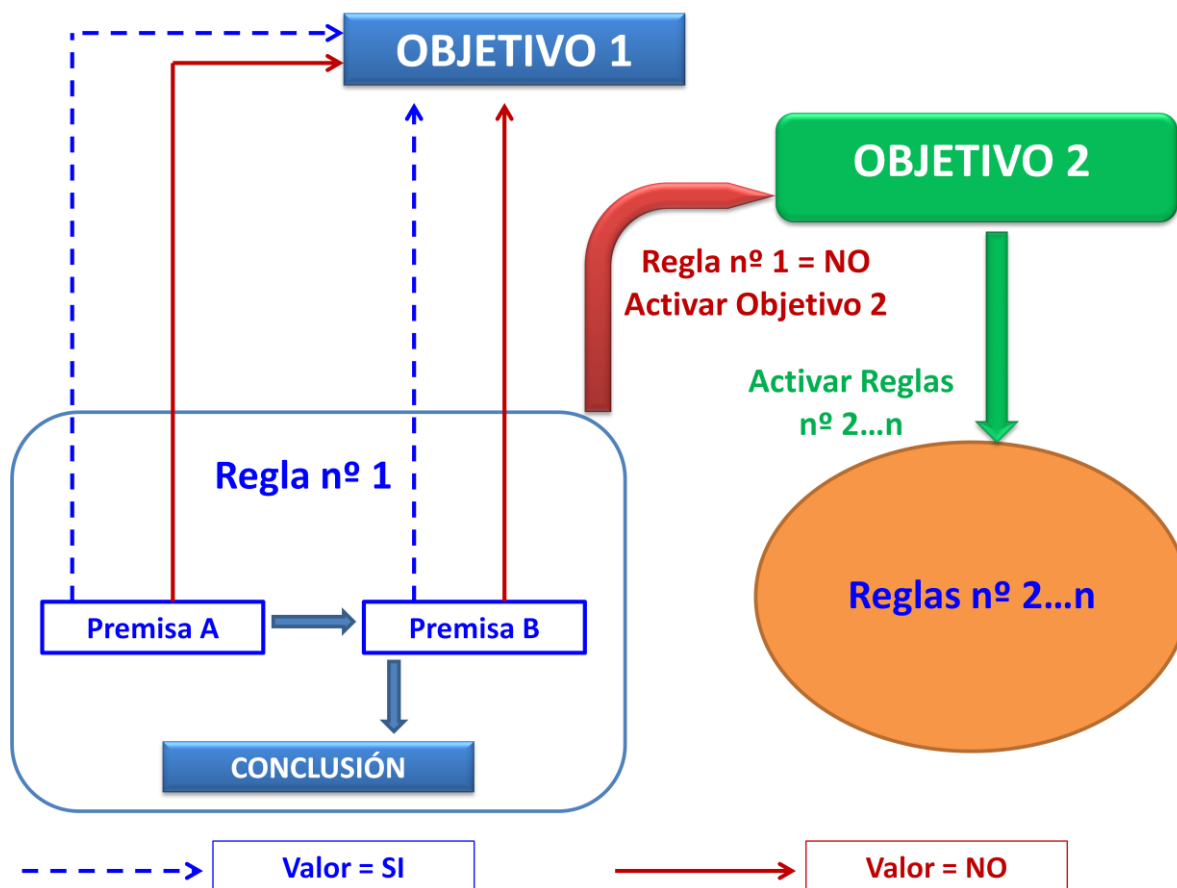 OBJETIVO 1
OBJETIVO 2
Regla nº 1 = NO
Activar Objetivo 2
Activar Reglas
nº 2...n
Regla nº 1
Premisa A
Premisa B
CONCLUSIÓN
Reglas nº 2...n
Valor = SI
Valor = NO